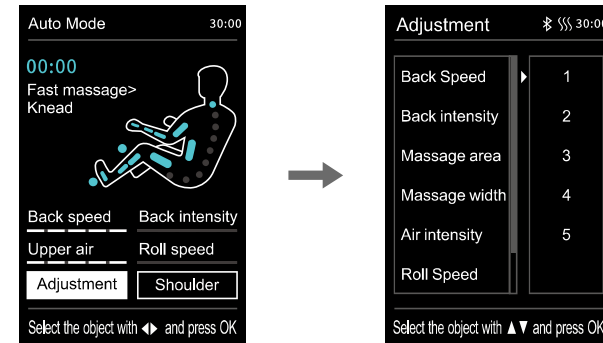 Auto Mode 30:00
00:00
Fast massage>
Knead
Back speed Back intensity
Upper air Roll speed
Adjustment Shoulder
Select the object with ◀▶ and press OK
Adjustment 30:00
Back Speed 1
Back intensity 2
Massage area 3
Massage width 4
Air intensity 5
Roll Speed
Select the object with ▲▼ and press OK